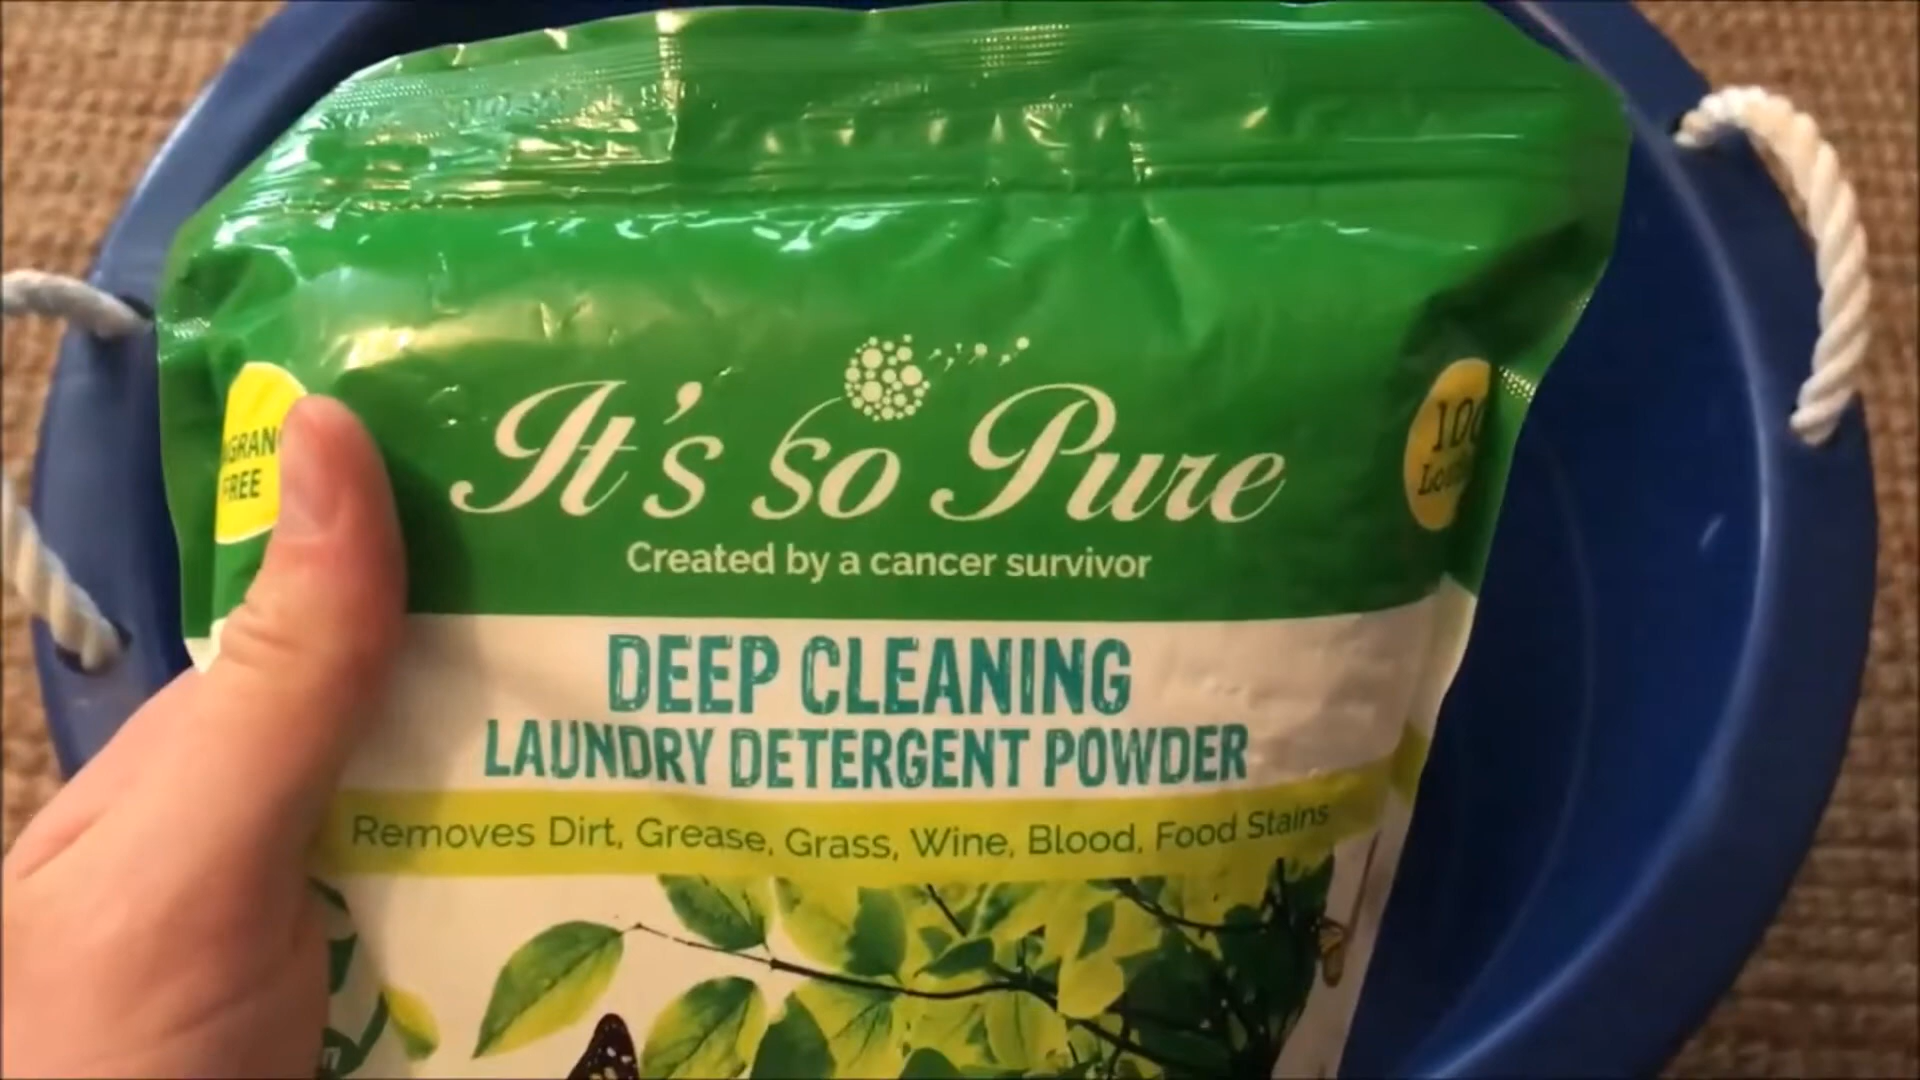 It's so Pure
Created by a cancer survivor
FREE
100
DEEP CLEANING
LAUNDRY DETERGENT POWDER
Removes Dirt, Grease, Grass, Wine, Blood, Food Stains